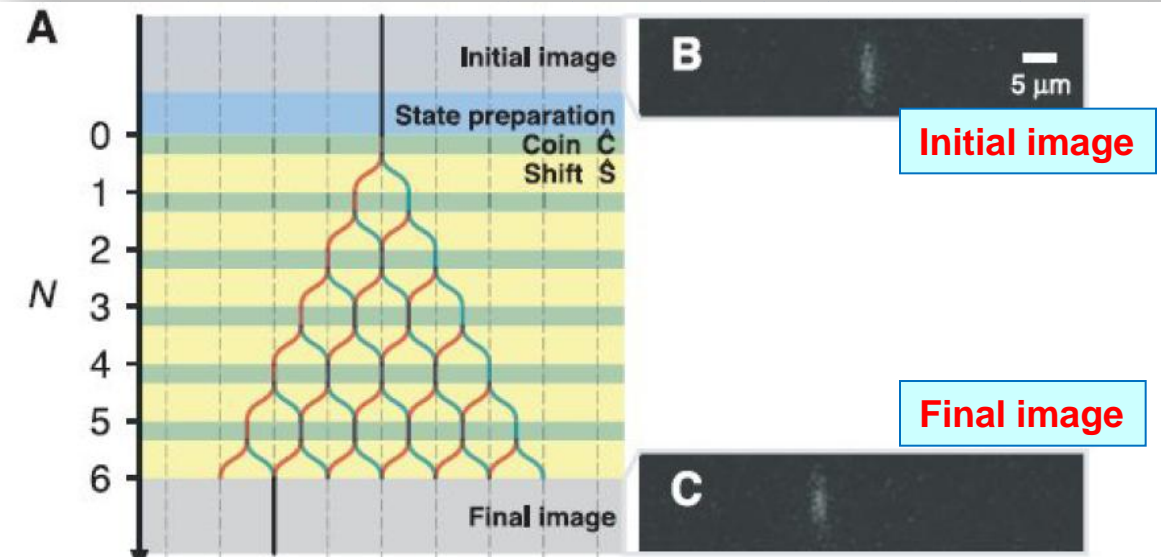 A
Initial image
State preparation
Coin Ĉ
Shift Ŝ
0
1
2
3
4
5
6
N
Final image
B
5 μm
Initial image
Final image
C